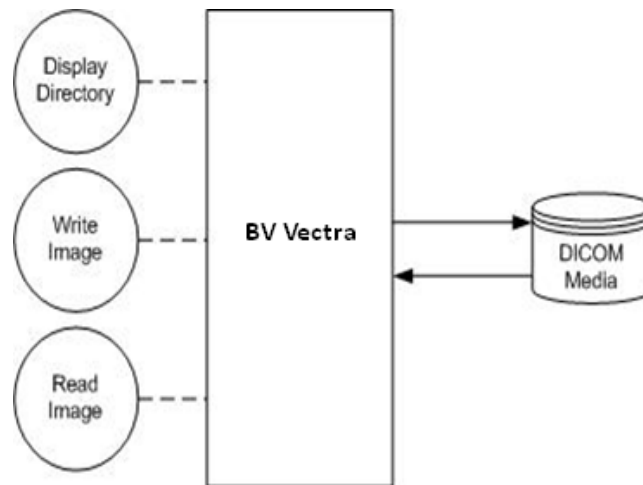 Display
Directory
Write
Image
BV Vectra
DICOM
Media
Read
Image